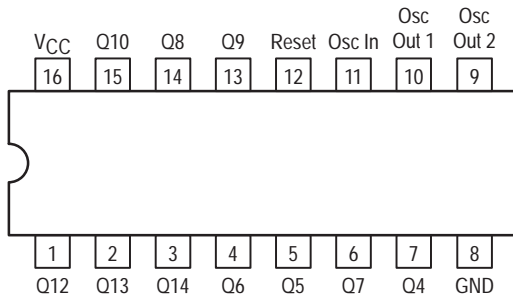 Osc Osc
VCC Q10 Q8 Q9 Reset Osc In Out 1 Out 2
16 15 14 13 12 11 10 9
1 2 3 4 5 6 7 8
Q12 Q13 Q14 Q6 Q5 Q7 Q4 GND